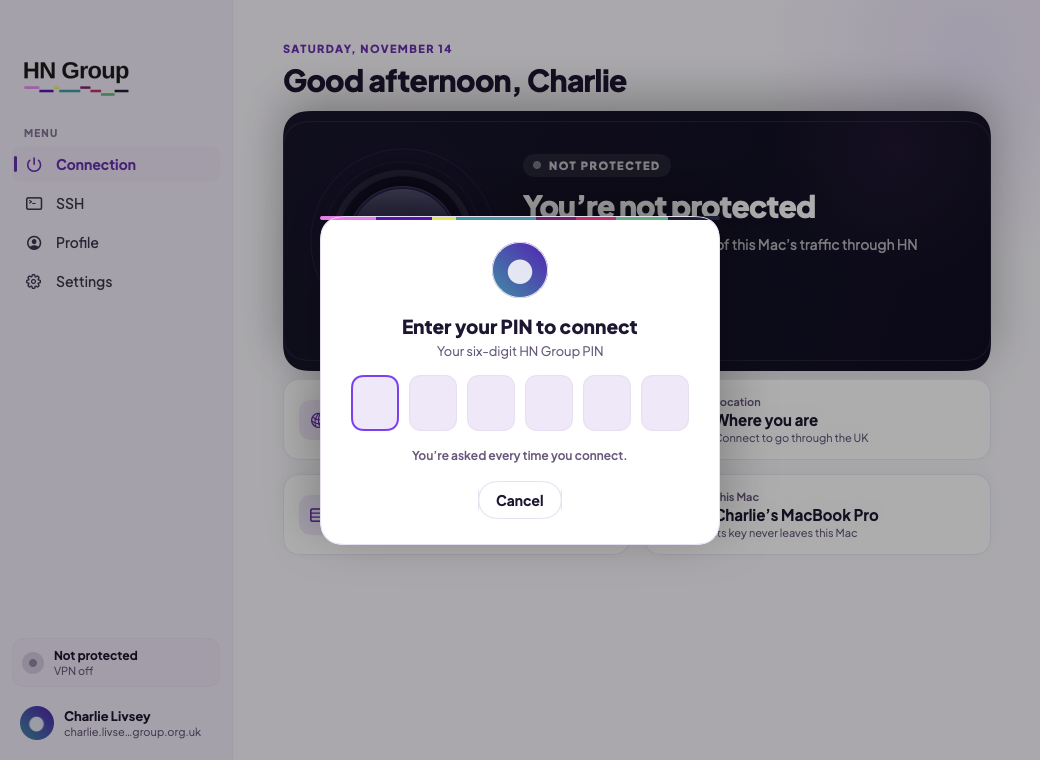 HN Group
MENU
Connection
SSH
Profile
Settings
Not protected
VPN off
Charlie Livsey
charlie.livse…group.org.uk
SATURDAY, NOVEMBER 14
Good afternoon, Charlie
NOT PROTECTED
You’re not protected
of this Mac’s traffic through HN
Enter your PIN to connect
Your six-digit HN Group PIN
You’re asked every time you connect.
Cancel
Where you are
Connect to go through the UK
Mac
Charlie’s MacBook Pro
key never leaves this Mac